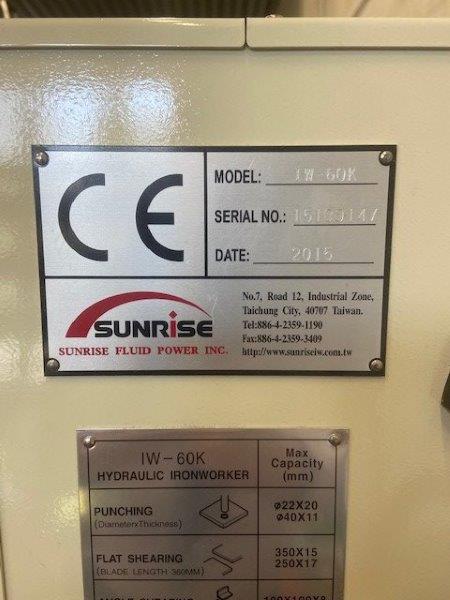 CE
MODEL: IW-60K
SERIAL NO.:
DATE: 2015
SUNRISE
SUNRISE FLUID POWER INC.
No.7, Road 12, Industrial Zone,
Taichung City, 40707 Taiwan.
Tel:886-4-2359-1190
Fax:886-4-2359-3409
http://www.sunriseiw.com.tw
IW-60K
HYDRAULIC IRONWORKER
Max
Capacity
(mm)
PUNCHING
(DiameterxThickness)
ø22X20
ø40X11
FLAT SHEARING
(BLADE LENGTH 360MM)
350X15
250X17